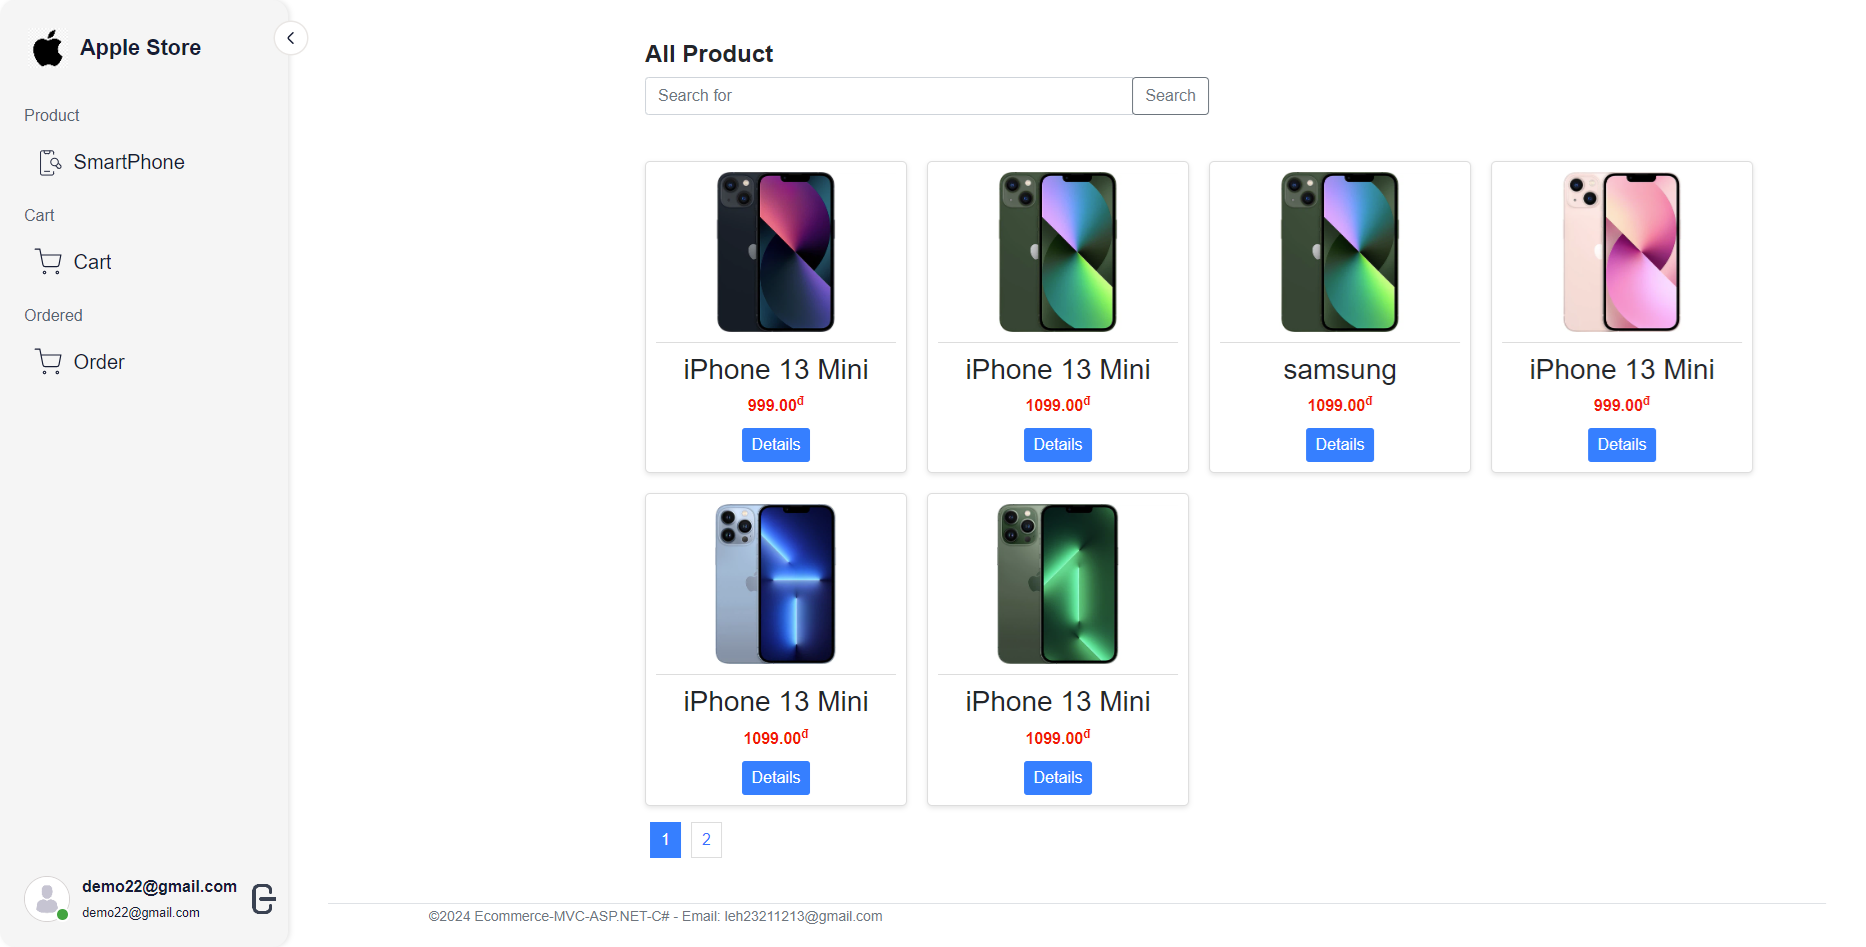 Apple Store
Product
SmartPhone
Cart
Cart
Ordered
Order
demo22@gmail.com
demo22@gmail.com
All Product
Search for
Search
iPhone 13 Mini
999.00đ
Details
iPhone 13 Mini
1099.00đ
Details
samsung
1099.00đ
Details
iPhone 13 Mini
999.00đ
Details
iPhone 13 Mini
1099.00đ
Details
iPhone 13 Mini
1099.00đ
Details
1 2
©2024 Ecommerce-MVC-ASP.NET-C# - Email: leh23211213@gmail.com